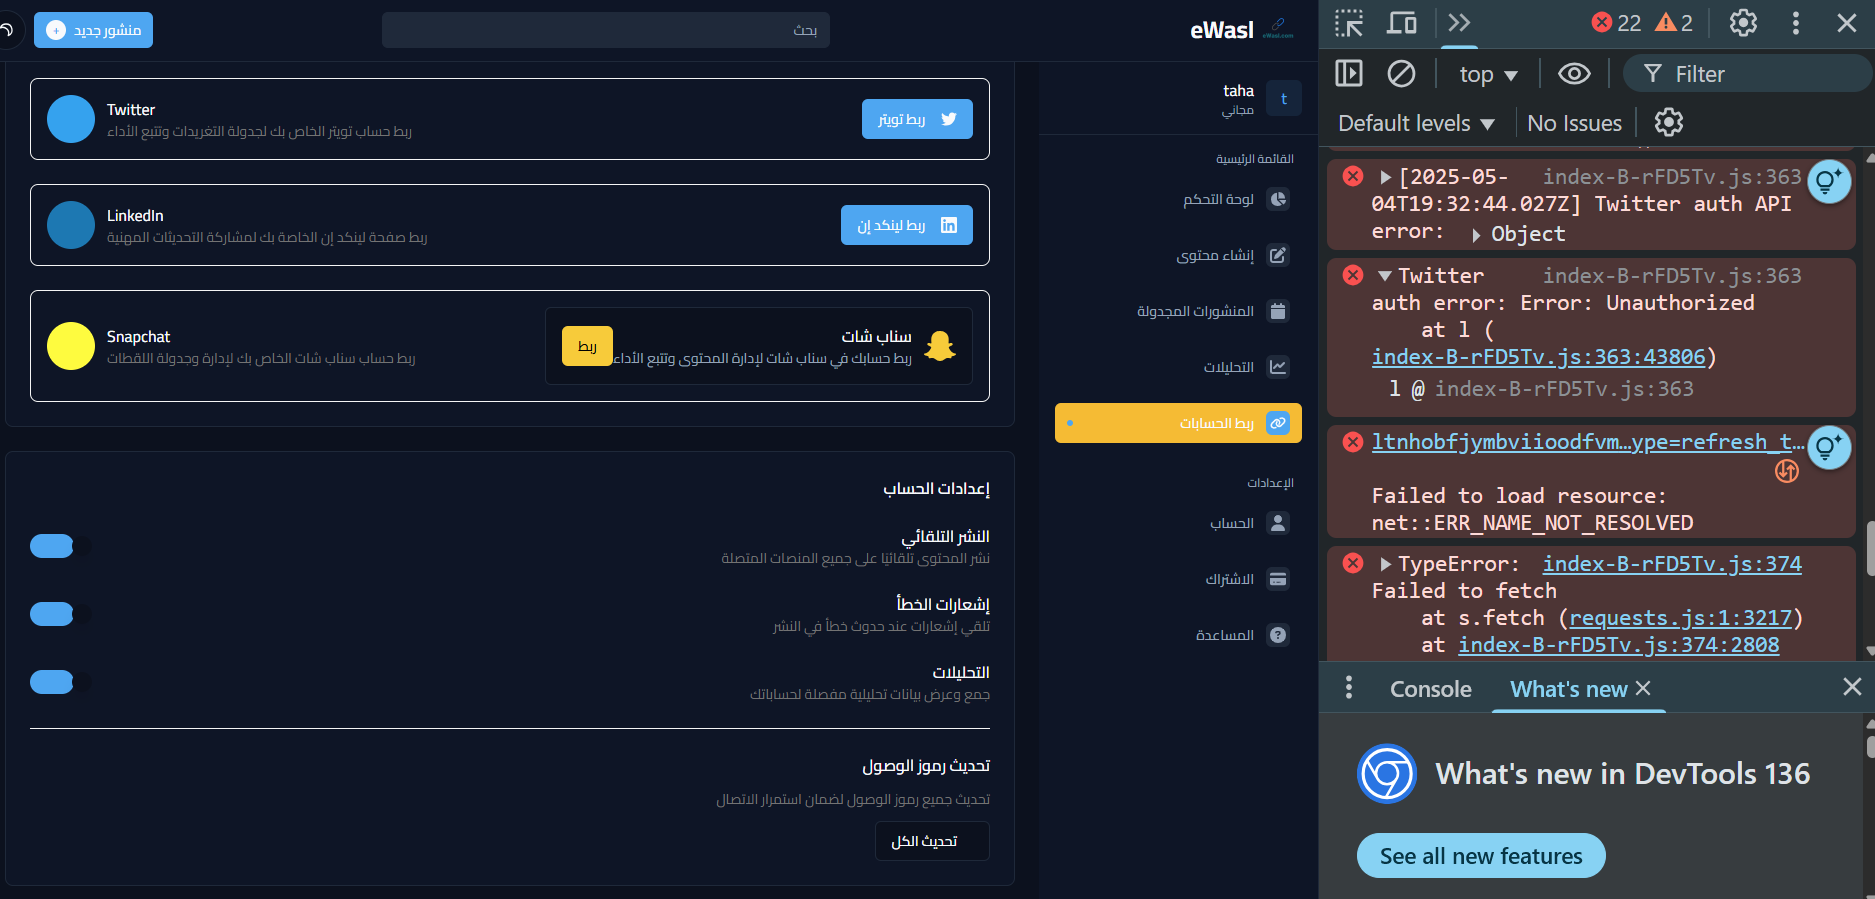 منشور جديد
بحث
eWasl
eWasl.com
Twitter
ربط حساب تويتر الخاص بك لجدولة التغريدات وتتبع الأداء
ربط تويتر
LinkedIn
ربط صفحة لينكد إن الخاصة بك لمشاركة التحديثات المهنية
ربط لينكد إن
Snapchat
ربط حساب سناب شات الخاص بك لإدارة وجدولة اللقطات
سناب شات
ربط حسابك في سناب شات لإدارة المحتوى وتتبع الأداء
ربط
إعدادات الحساب
النشر التلقائي
نشر المحتوى تلقائيًا على جميع المنصات المتصلة
إشعارات الخطأ
تلقي إشعارات عند حدوث خطأ في النشر
التحليلات
جمع وعرض بيانات تحليلية مفصلة لحساباتك
تحديث رموز الوصول
تحديث جميع رموز الوصول لضمان استمرار الاتصال
تحديث الكل
taha
مجاني
t
القائمة الرئيسية
لوحة التحكم
إنشاء محتوى
المنشورات المجدولة
التحليلات
ربط الحسابات
الإعدادات
الحساب
الاشتراك
المساعدة
22 2
top
Filter
Default levels
No Issues
[2025-05- index-B-rFD5Tv.js:363
04T19:32:44.027Z] Twitter auth API
error: Object
Twitter index-B-rFD5Tv.js:363
auth error: Error: Unauthorized
at l (
index-B-rFD5Tv.js:363:43806)
l @ index-B-rFD5Tv.js:363
ltnhobfjymbviioodfvm…ype=refresh_t…
Failed to load resource:
net::ERR_NAME_NOT_RESOLVED
TypeError: index-B-rFD5Tv.js:374
Failed to fetch
at s.fetch (requests.js:1:3217)
at index-B-rFD5Tv.js:374:2808
Console
What's new
What's new in DevTools 136
See all new features